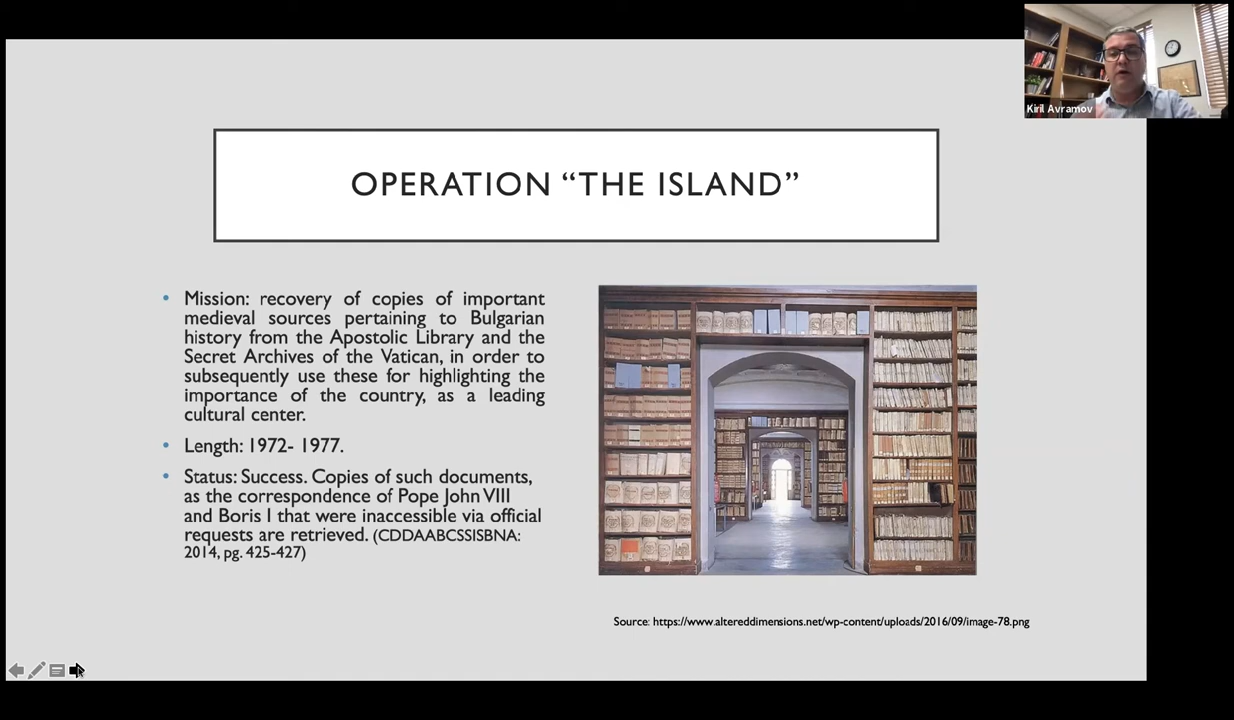 Kiril Avramov
OPERATION “THE ISLAND”
• Mission: recovery of copies of important
medieval sources pertaining to Bulgarian
history from the Apostolic Library and the
Secret Archives of the Vatican, in order to
subsequently use these for highlighting the
importance of the country, as a leading
cultural center.
• Length: 1972- 1977.
• Status: Success. Copies of such documents,
as the correspondence of Pope John VIII
and Boris I that were inaccessible via official
requests are retrieved. (CDDAABCSSISBNA:
2014, pg. 425-427)
Source: https://www.altereddimensions.net/wp-content/uploads/2016/09/image-78.png